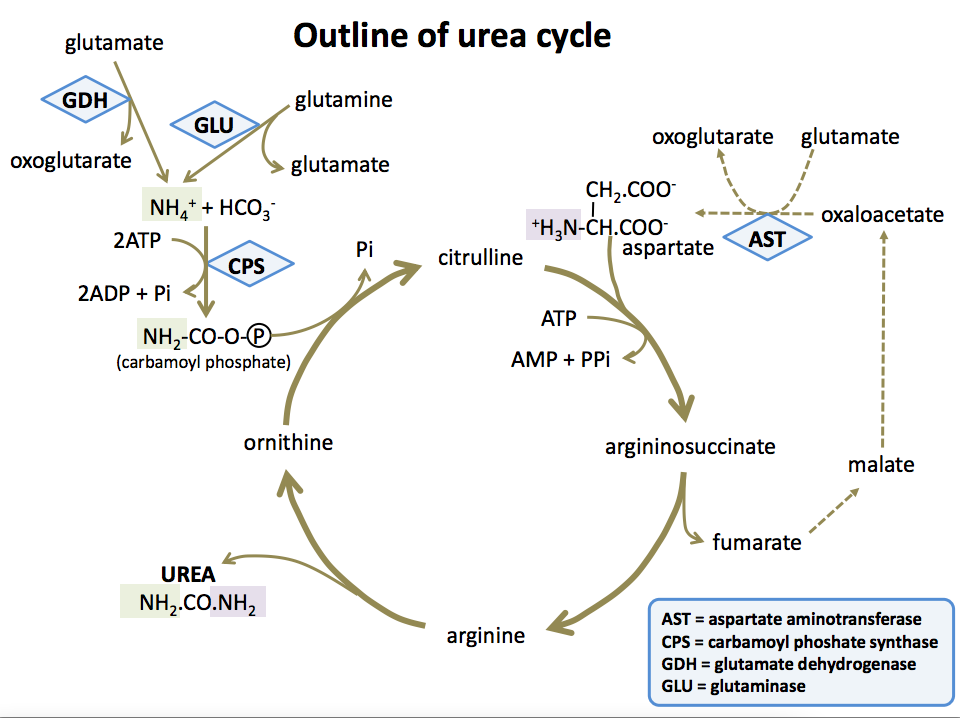 Outline of urea cycle
glutamate
GDH
GLU
glutamine
oxoglutarate
glutamate
oxoglutarate
glutamate
CH₂.COO⁻
NH₄⁺ + HCO₃⁻
⁺H₃N-CH.COO⁻
oxaloacetate
AST
aspartate
2ATP
CPS
Pi
citrulline
2ADP + Pi
ATP
NH₂-CO-O-P
(carbamoyl phosphate)
AMP + PPi
ornithine
argininosuccinate
malate
fumarate
UREA
NH₂.CO.NH₂
arginine
AST = aspartate aminotransferase
CPS = carbamoyl phoshate synthase
GDH = glutamate dehydrogenase
GLU = glutaminase